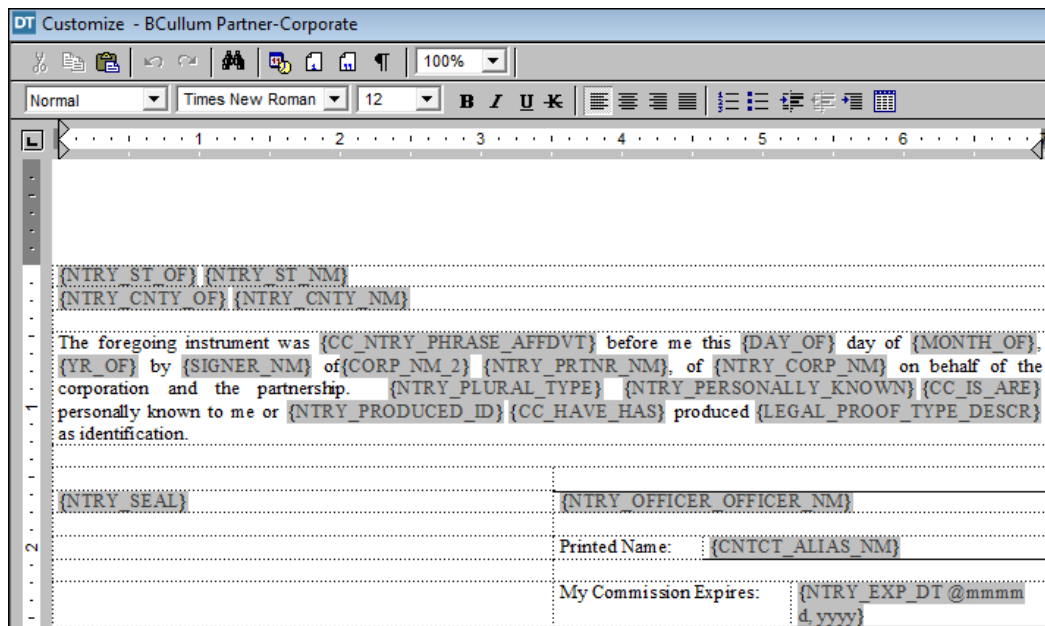 DT Customize - BCullum Partner-Corporate
100%
Normal Times New Roman 12 B I U K
L 1 2 3 4 5 6 7
{NTRY_ST_OF} {NTRY_ST_NM}
{NTRY_CNTY_OF} {NTRY_CNTY_NM}
The foregoing instrument was {CC_NTRY_PHRASE_AFFDVT} before me this {DAY_OF} day of {MONTH_OF},
{YR_OF} by {SIGNER_NM} of{CORP_NM_2} {NTRY_PRTNR_NM}, of {NTRY_CORP_NM} on behalf of the
corporation and the partnership. {NTRY_PLURAL_TYPE} {NTRY_PERSONALLY_KNOWN} {CC_IS_ARE}
1
personally known to me or {NTRY_PRODUCED_ID} {CC_HAVE_HAS} produced {LEGAL_PROOF_TYPE_DESCR}
as identification.
{NTRY_SEAL} {NTRY_OFFICER_OFFICER_NM}
2
Printed Name: {CNTCT_ALIAS_NM}
My Commission Expires: {NTRY_EXP_DT @mmmm
d, yyyy}